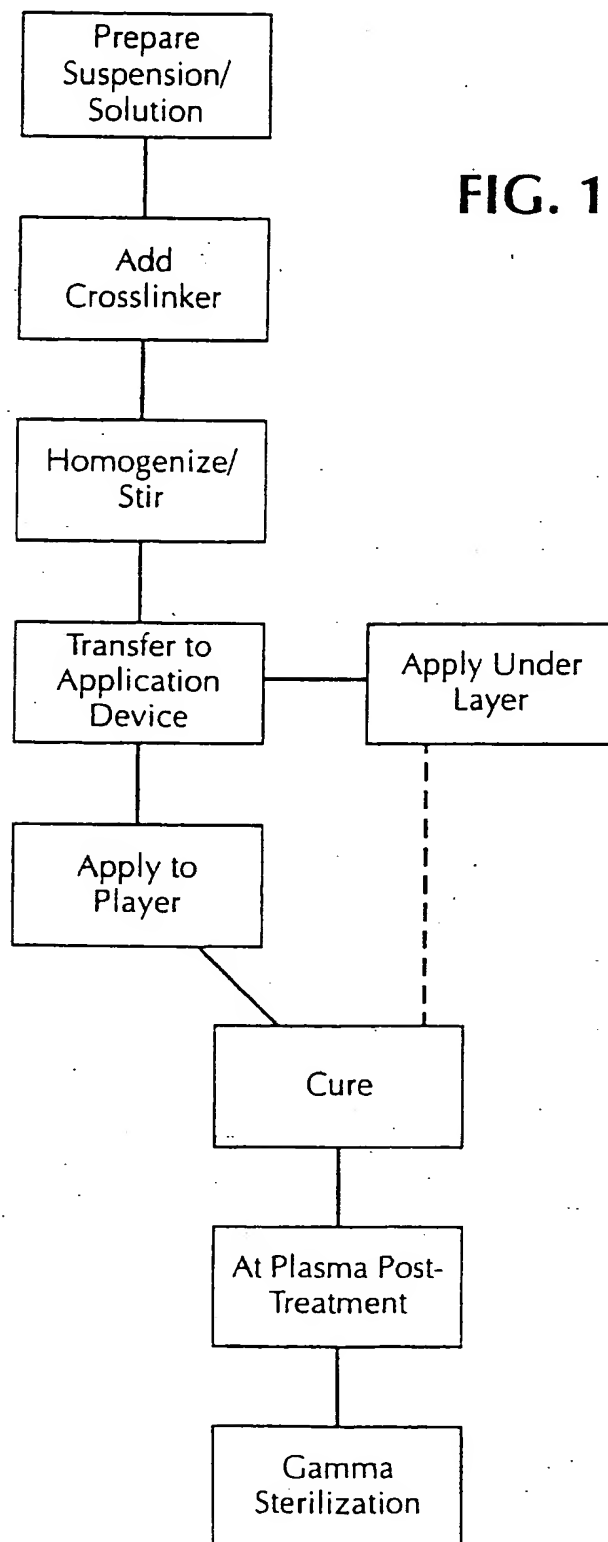 Prepare
Suspension/
Solution
FIG. 1
Add
Crosslinker
Homogenize/
Stir
Transfer to
Application
Device
Apply Under
Layer
Apply to
Player
Cure
At Plasma Post-
Treatment
Gamma
Sterilization